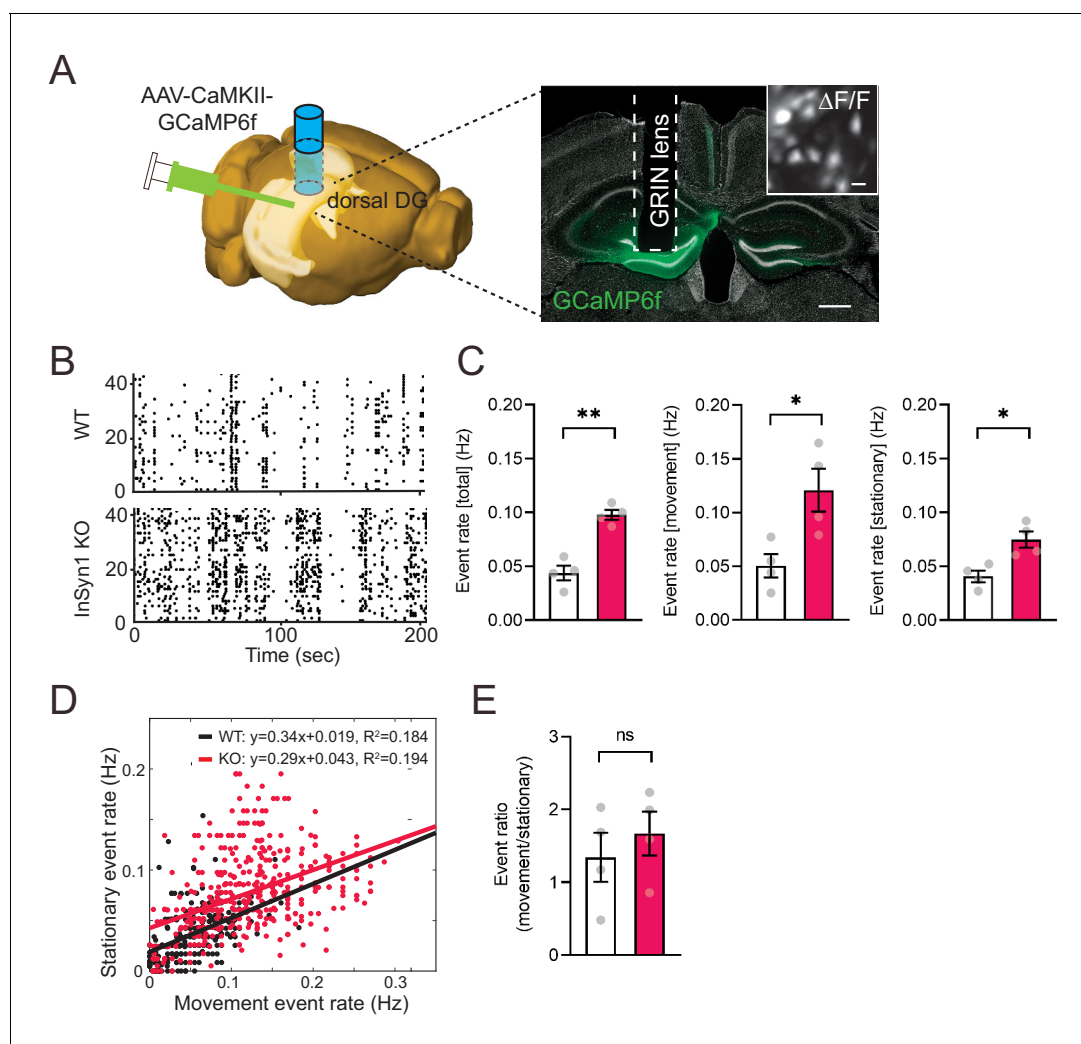 A
AAV-CaMKII-
GCaMP6f
dorsal DG
GRIN lens
ΔF/F
GCaMP6f
B
WT
40
20
0
InSyn1 KO
40
20
0
0 100 200
Time (sec)
C
Event rate [total] (Hz)
0.20
0.15
0.10
0.05
0.00
**
Event rate [movement] (Hz)
0.20
0.15
0.10
0.05
0.00
*
Event rate [stationary] (Hz)
0.20
0.15
0.10
0.05
0.00
*
D
WT: y=0.34x+0.019, R²=0.184
KO: y=0.29x+0.043, R²=0.194
Stationary event rate (Hz)
0.2
0.1
0
0 0.1 0.2 0.3
Movement event rate (Hz)
E
Event ratio
(movement/stationary)
3
2
1
0
ns